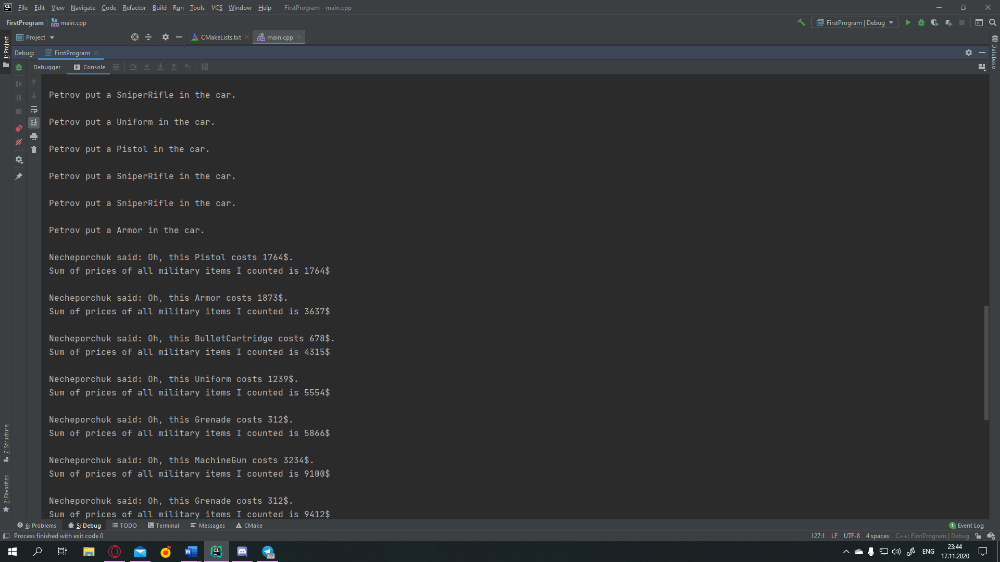 CL File Edit View Navigate Code Refactor Build Run Tools VCS Window Help FirstProgram - main.cpp
FirstProgram main.cpp FirstProgram | Debug
1: Project
Project CMakeLists.txt main.cpp
Debug: FirstProgram
Database
Debugger Console
Petrov put a SniperRifle in the car.
Petrov put a Uniform in the car.
Petrov put a Pistol in the car.
Petrov put a SniperRifle in the car.
Petrov put a SniperRifle in the car.
Petrov put a Armor in the car.
Necheporchuk said: Oh, this Pistol costs 1764$.
Sum of prices of all military items I counted is 1764$
Necheporchuk said: Oh, this Armor costs 1873$.
Sum of prices of all military items I counted is 3637$
Necheporchuk said: Oh, this BulletCartridge costs 678$.
Sum of prices of all military items I counted is 4315$
Necheporchuk said: Oh, this Uniform costs 1239$.
Sum of prices of all military items I counted is 5554$
Necheporchuk said: Oh, this Grenade costs 312$.
Sum of prices of all military items I counted is 5866$
Necheporchuk said: Oh, this MachineGun costs 3234$.
Sum of prices of all military items I counted is 9100$
Necheporchuk said: Oh, this Grenade costs 312$.
Sum of prices of all military items I counted is 9412$
7: Structure
2: Favorites
6: Problems 5: Debug TODO Terminal Messages CMake 1 Event Log
Process finished with exit code 0 127:1 LF UTF-8 4 spaces C++: FirstProgram | Debug
W CL 282 ENG 23:44
17.11.2020